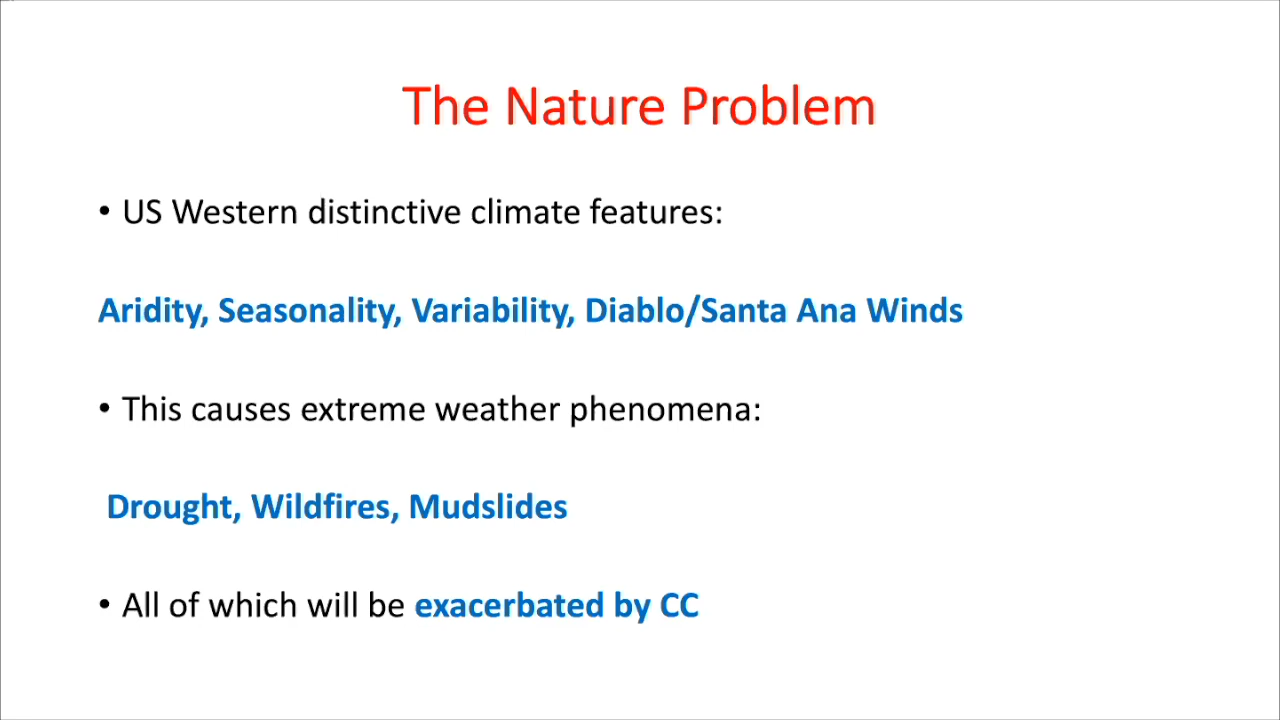 The Nature Problem
• US Western distinctive climate features:
Aridity, Seasonality, Variability, Diablo/Santa Ana Winds
• This causes extreme weather phenomena:
Drought, Wildfires, Mudslides
• All of which will be exacerbated by CC